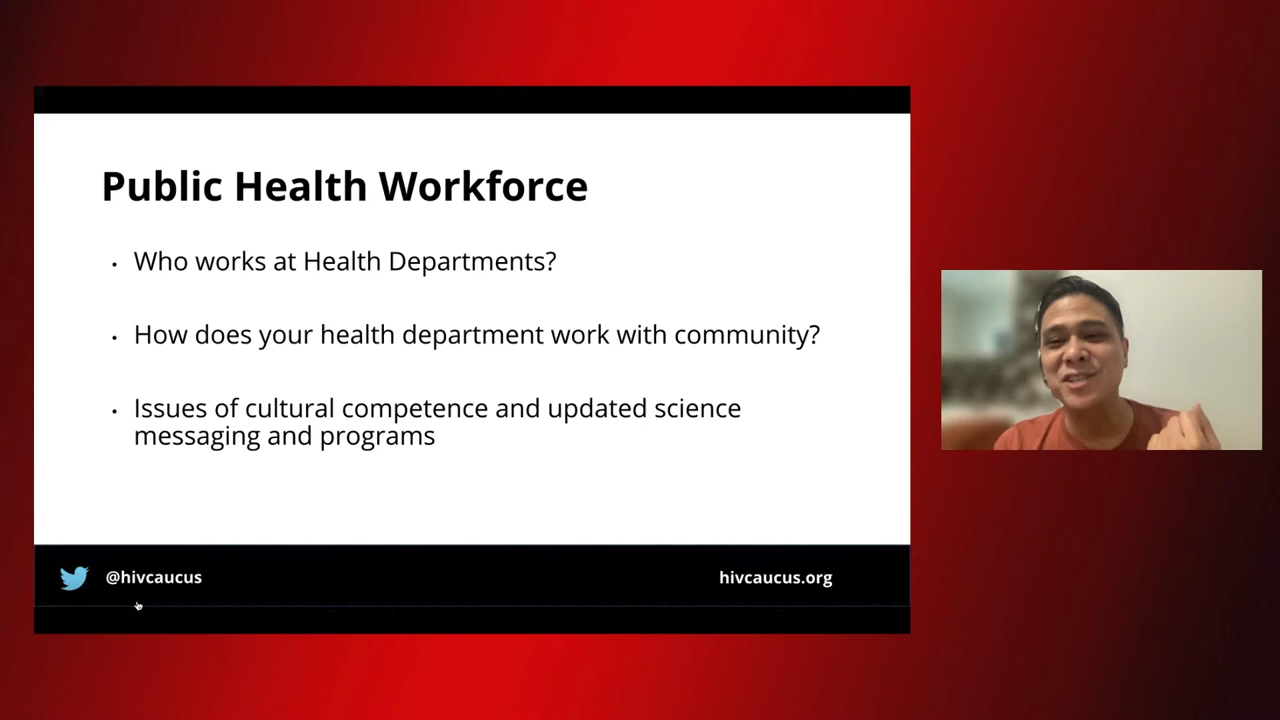 Public Health Workforce
• Who works at Health Departments?
• How does your health department work with community?
• Issues of cultural competence and updated science
messaging and programs
@hivcaucus
hivcaucus.org